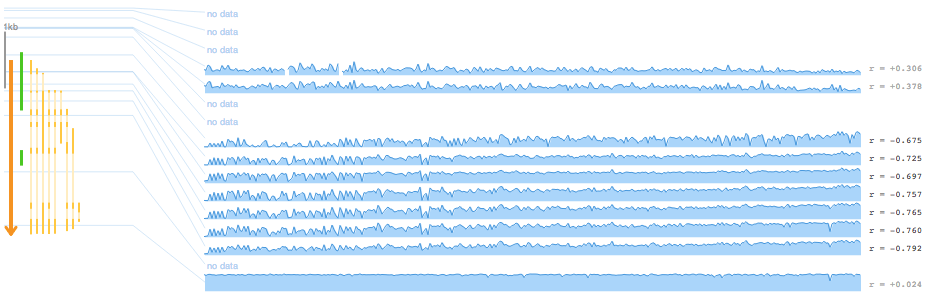 no data
1kb
no data
no data
r = +0.306
r = +0.378
no data
no data
r = -0.675
r = -0.725
r = -0.697
r = -0.757
r = -0.765
r = -0.760
r = -0.792
no data
r = +0.024